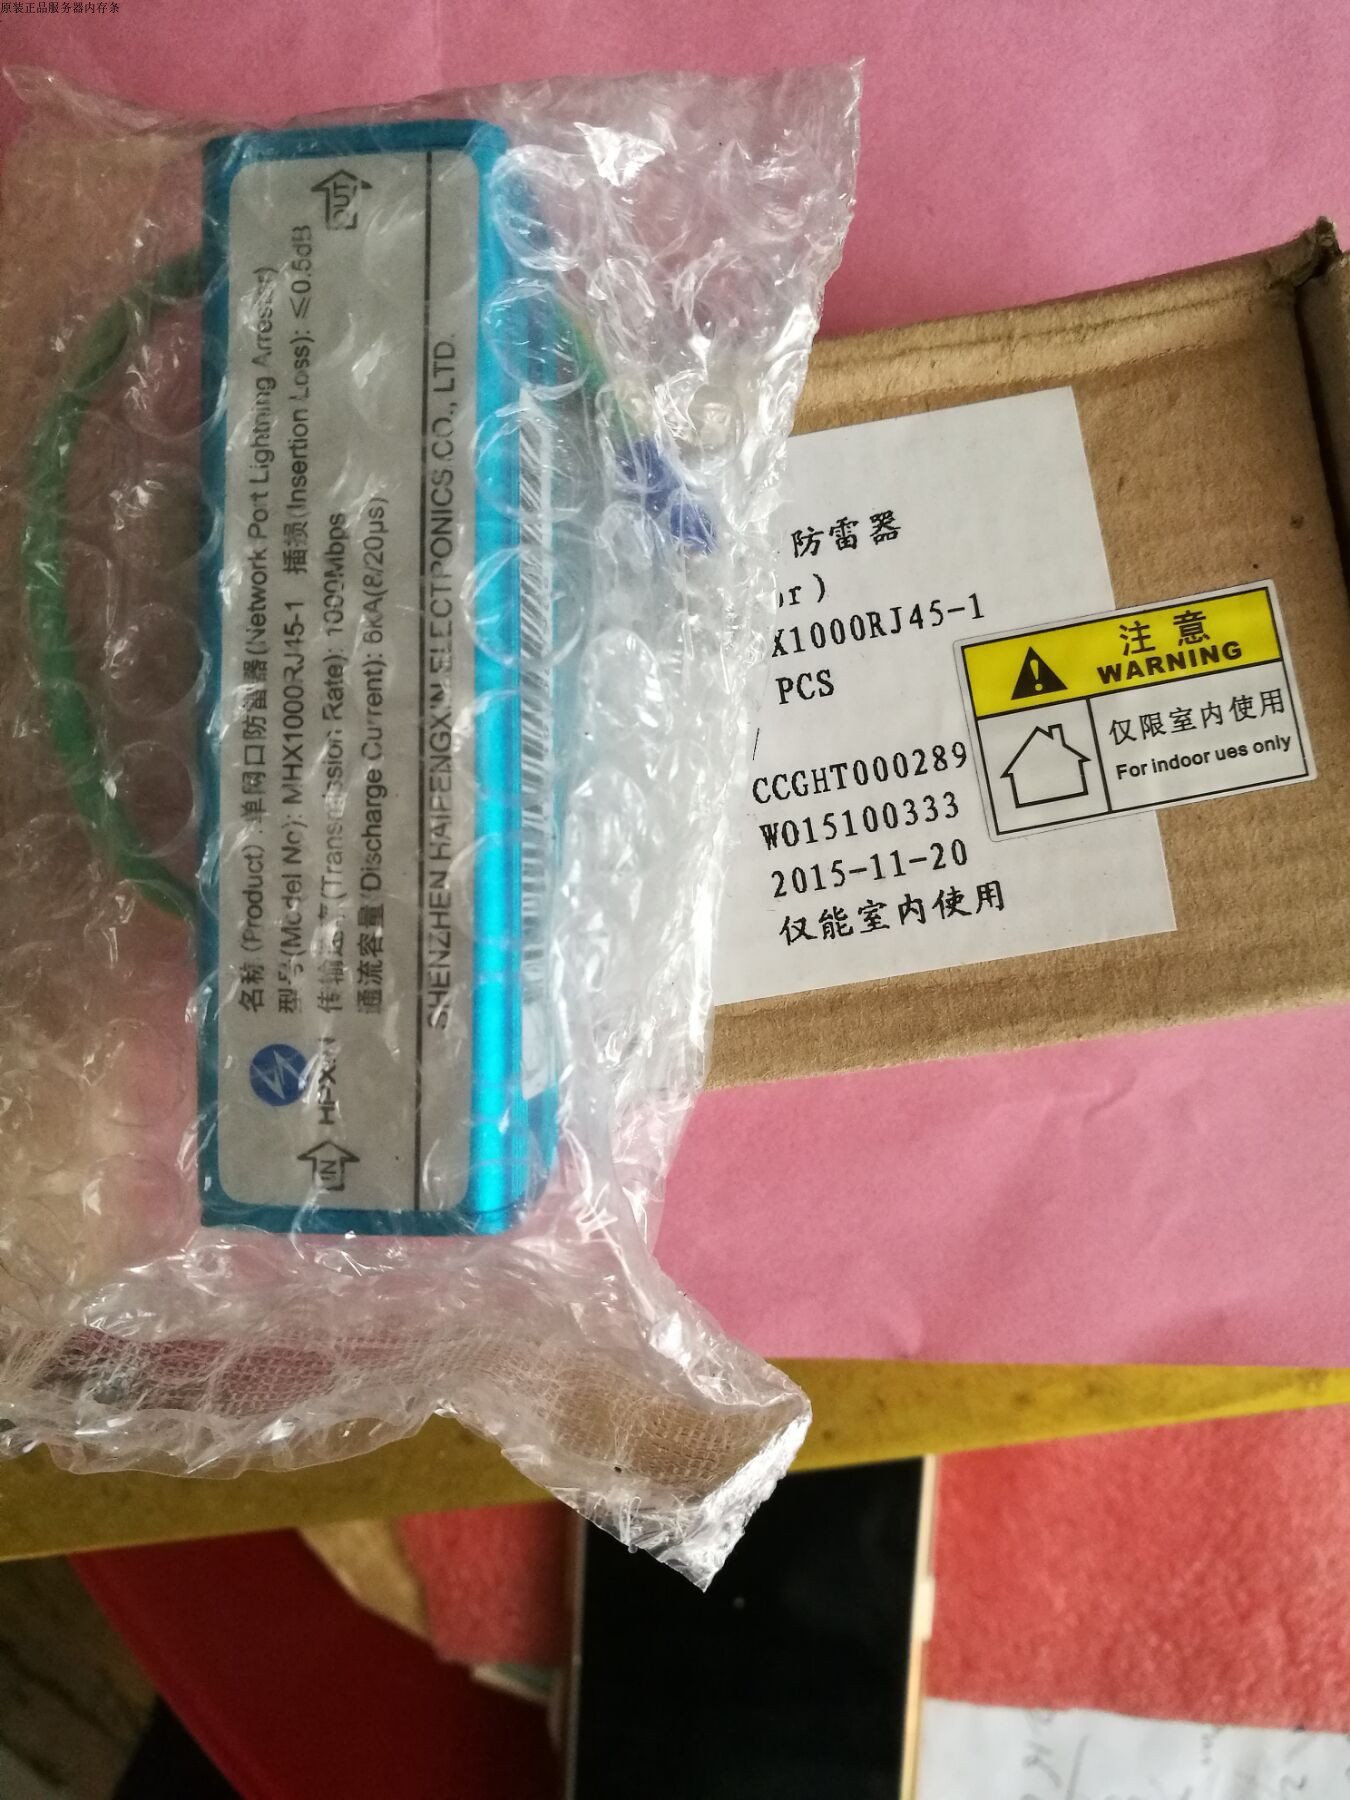 原装正品服务器内存条
OUT
名称(Product):单网口防雷器(Network Port Lightning Arrester)
型号(Model No): MHX1000RJ45-1 插损(Insertion Loss): ≤0.5dB
传输速率(Transmission Rate): 1000Mbps
通流容量(Discharge Current): 6kA(8/20μs)
SHENZHEN HAIFENGXIN ELECTRONICS CO., LTD.
IN
防雷器
or)
X1000RJ45-1
PCS
/
CCGHT000289
WO15100333
2015-11-20
仅能室内使用
注意
WARNING
仅限室内使用
For indoor ues only